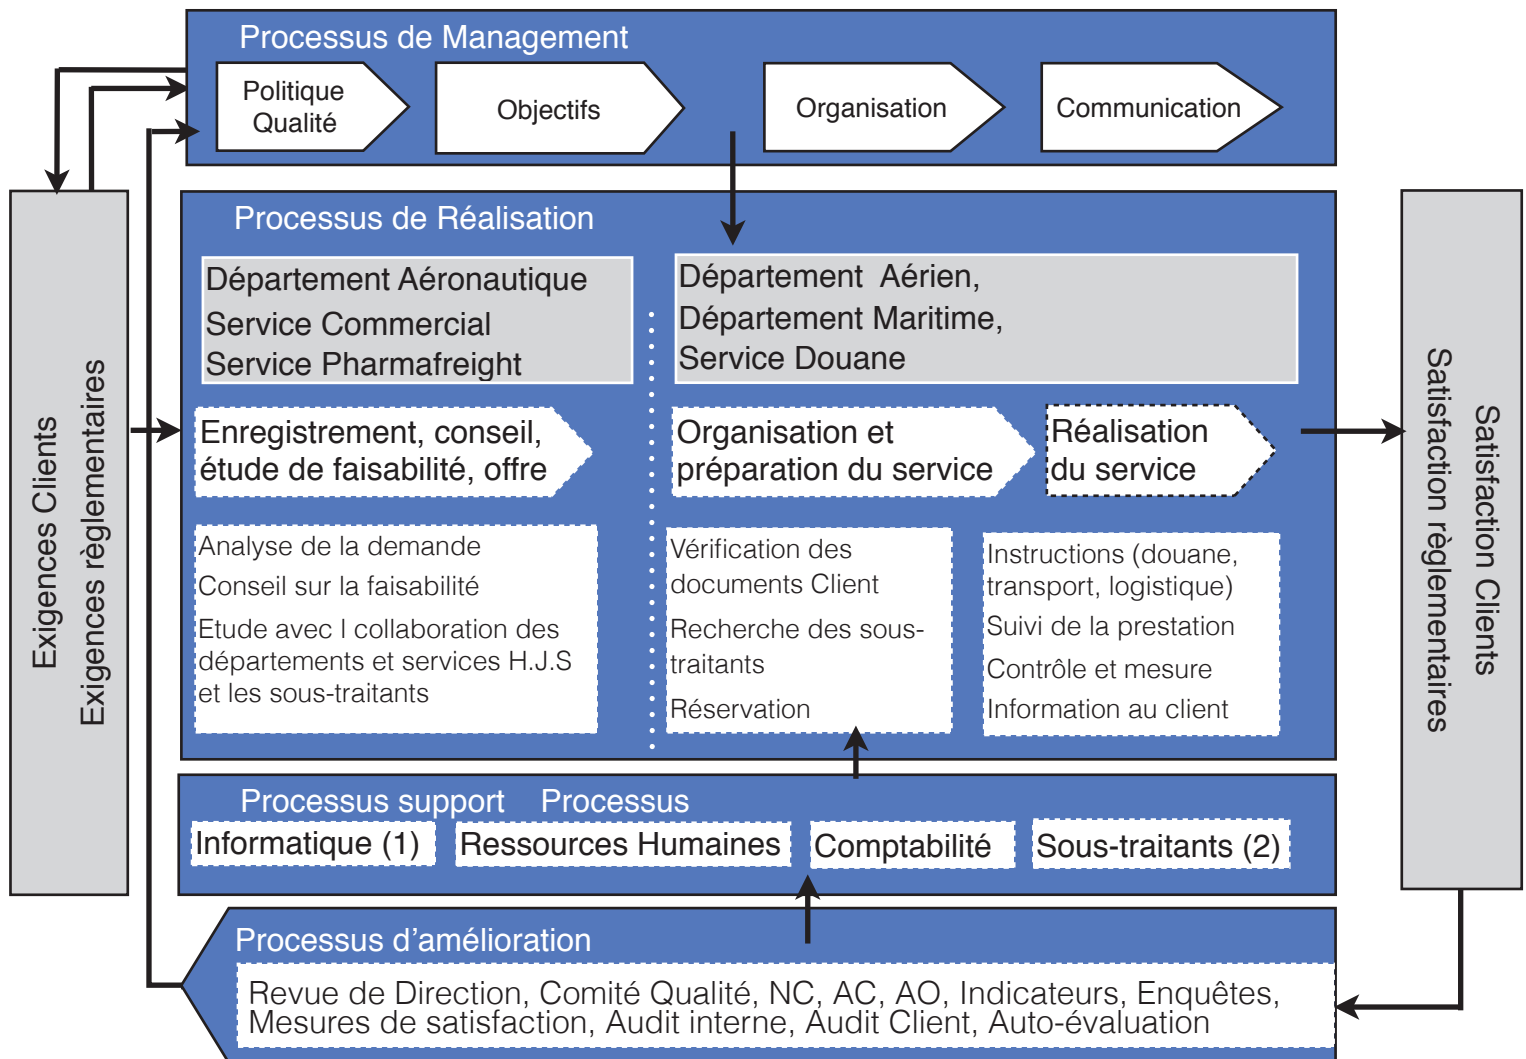 Processus de Management
Politique
Qualité
Objectifs
Organisation
Communication
Exigences Clients
Exigences règlementaires
Processus de Réalisation
Département Aéronautique
Service Commercial
Service Pharmafreight
Département Aérien,
Département Maritime,
Service Douane
Enregistrement, conseil,
étude de faisabilité, offre
Organisation et
préparation du service
Réalisation
du service
Analyse de la demande
Conseil sur la faisabilité
Etude avec l collaboration des
départements et services H.J.S
et les sous-traitants
Vérification des
documents Client
Recherche des sous-
traitants
Réservation
Instructions (douane,
transport, logistique)
Suivi de la prestation
Contrôle et mesure
Information au client
Satisfaction Clients
Satisfaction règlementaires
Processus support Processus
Informatique (1)
Ressources Humaines
Comptabilité
Sous-traitants (2)
Processus d’amélioration
Revue de Direction, Comité Qualité, NC, AC, AO, Indicateurs, Enquêtes,
Mesures de satisfaction, Audit interne, Audit Client, Auto-évaluation